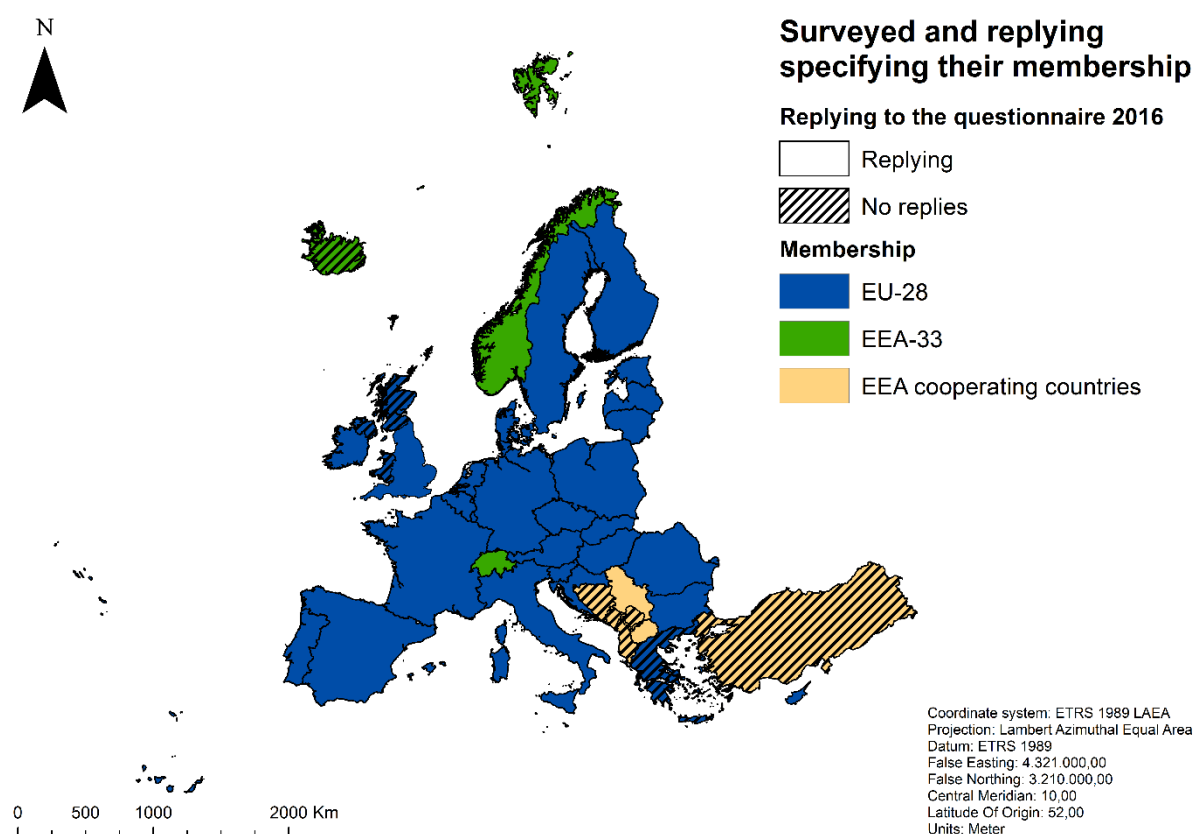 N
Surveyed and replying
specifying their membership
Replying to the questionnaire 2016
Replying
No replies
Membership
EU-28
EEA-33
EEA cooperating countries
Coordinate system: ETRS 1989 LAEA
Projection: Lambert Azimuthal Equal Area
Datum: ETRS 1989
False Easting: 4.321.000,00
False Northing: 3.210.000,00
Central Meridian: 10,00
Latitude Of Origin: 52,00
Units: Meter
0 500 1000 2000 Km